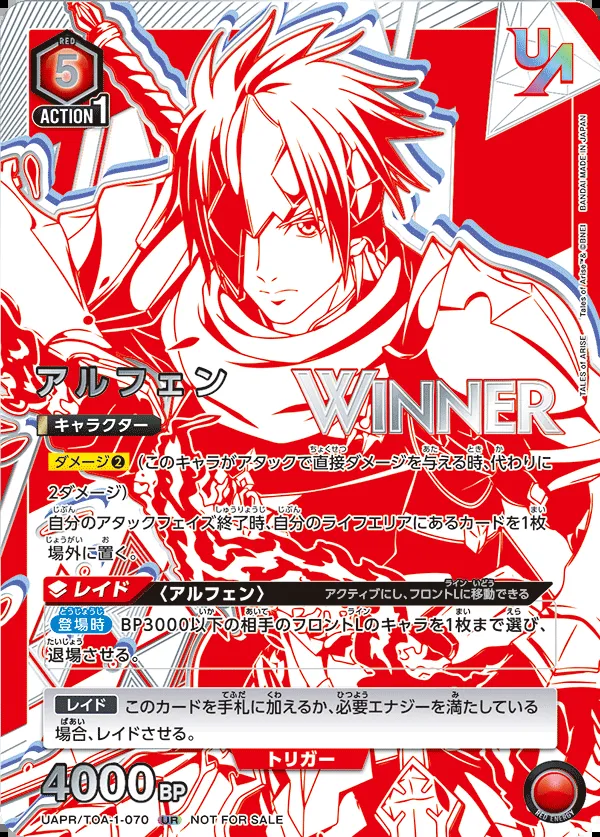 RED
5
ACTION 1
UA
BANDAI MADE IN JAPAN
TALES of ARISE Tales of Arise™& ©BNEI
アルフェン
WINNER
キャラクター
ダメージ❷ (このキャラがアタックで直接ダメージを与える時、代わりに
2ダメージ)
自分のアタックフェイズ終了時、自分のライフエリアにあるカードを1枚
場外に置く。
レイド 〈アルフェン〉 アクティブにし、フロントLに移動できる
登場時 BP3000以下の相手のフロントLのキャラを1枚まで選び、
退場させる。
レイド このカードを手札に加えるか、必要エナジーを満たしている
場合、レイドさせる。
トリガー
4000BP
RED ENERGY
UAPR/TOA-1-070 UR NOT FOR SALE